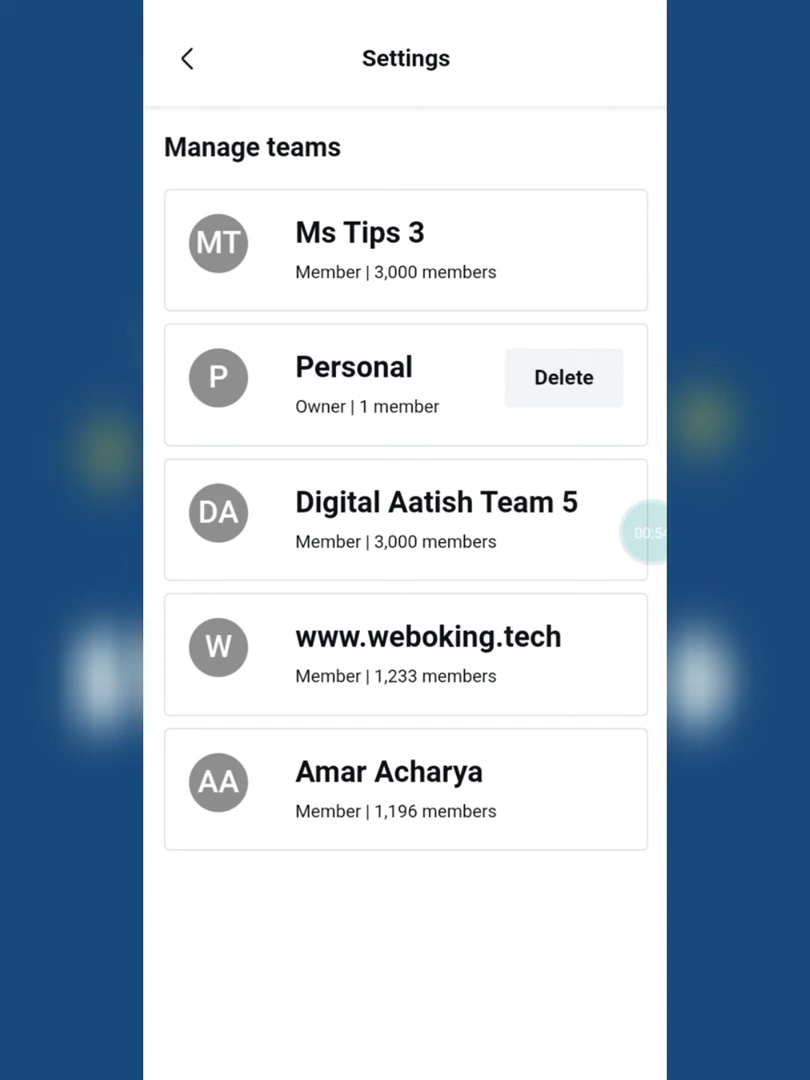 Settings
Manage teams
MT
Ms Tips 3
Member | 3,000 members
P
Personal
Delete
Owner | 1 member
DA
Digital Aatish Team 5
Member | 3,000 members
W
www.weboking.tech
Member | 1,233 members
AA
Amar Acharya
Member | 1,196 members